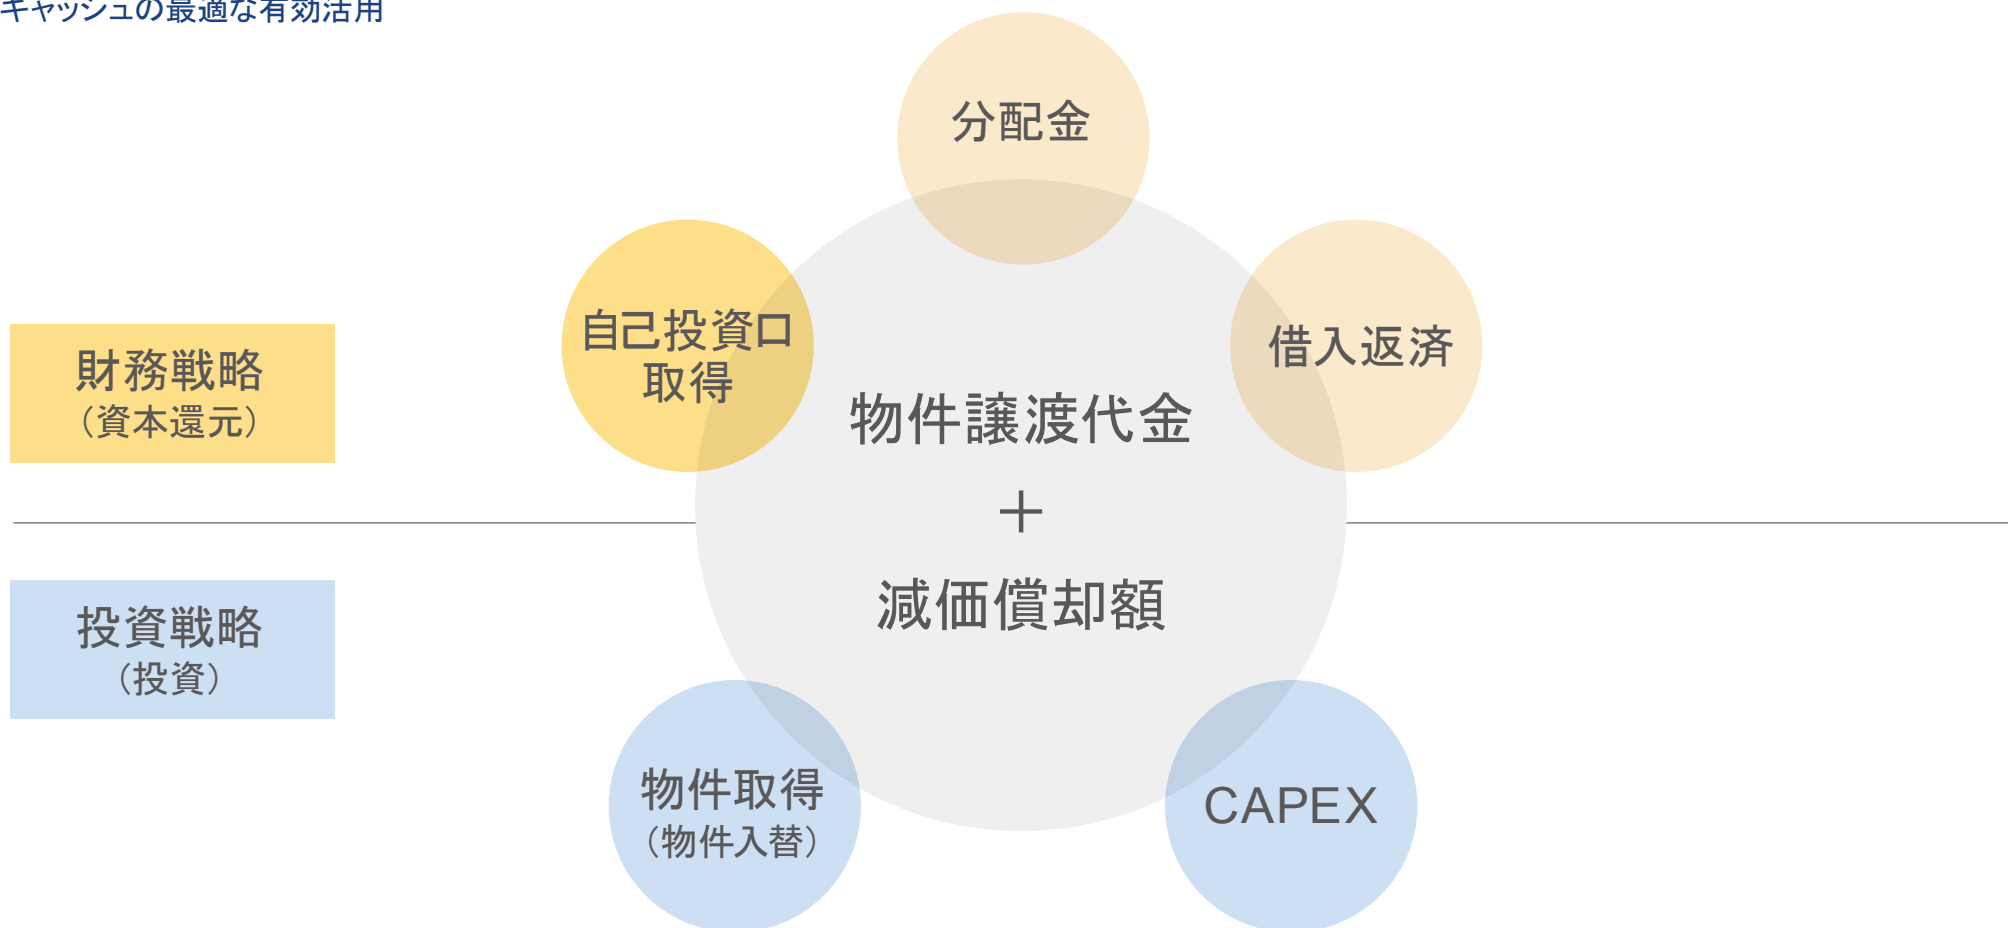 キャッシュの最適な有効活用
分配金
自己投資口
取得
借入返済
財務戦略
（資本還元）
物件譲渡代金
＋
減価償却額
投資戦略
（投資）
物件取得
（物件入替）
CAPEX